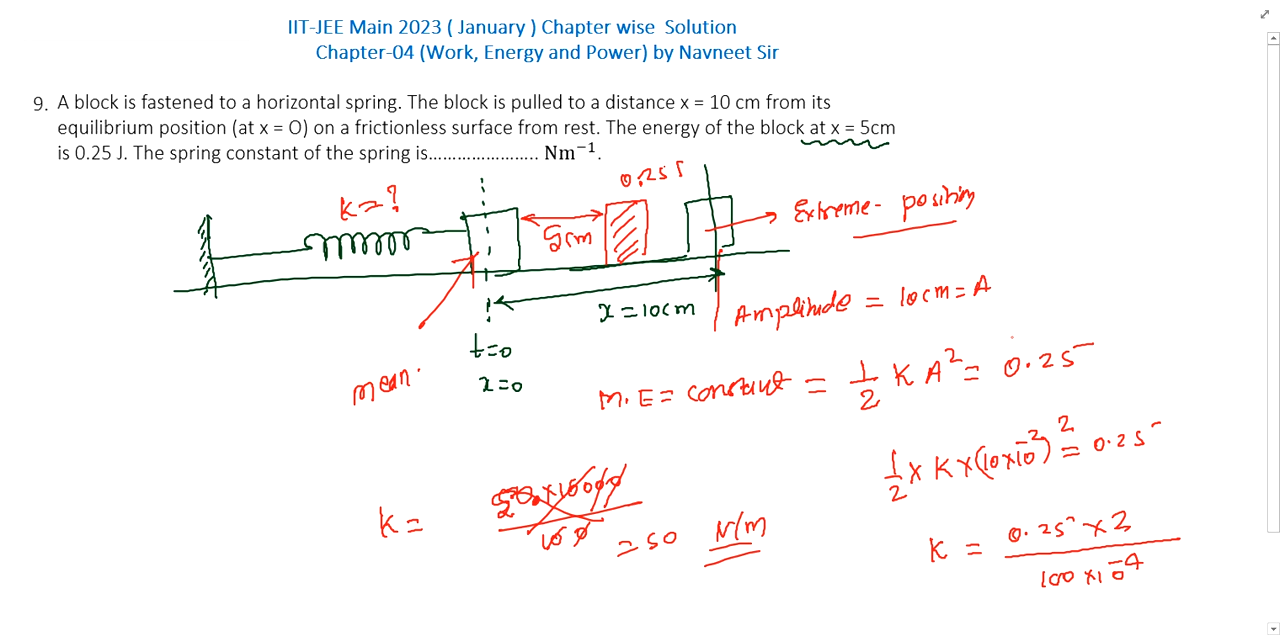 IIT-JEE Main 2023 ( January ) Chapter wise Solution
Chapter-04 (Work, Energy and Power) by Navneet Sir
9. A block is fastened to a horizontal spring. The block is pulled to a distance x = 10 cm from its
equilibrium position (at x = O) on a frictionless surface from rest. The energy of the block at x = 5cm
is 0.25 J. The spring constant of the spring is...................... Nm⁻¹.
K=?
0.25 J
5cm
Extreme- position
x=10cm
Amplitude = 10cm=A
t=0
x=0
mean.
M.E= constant = 1/2 K A² = 0.25
1/2 x K x (10x10⁻²)² = 0.25
K = 0.25 x 2 / 100 x 10⁻⁴
K = = 50 N/m